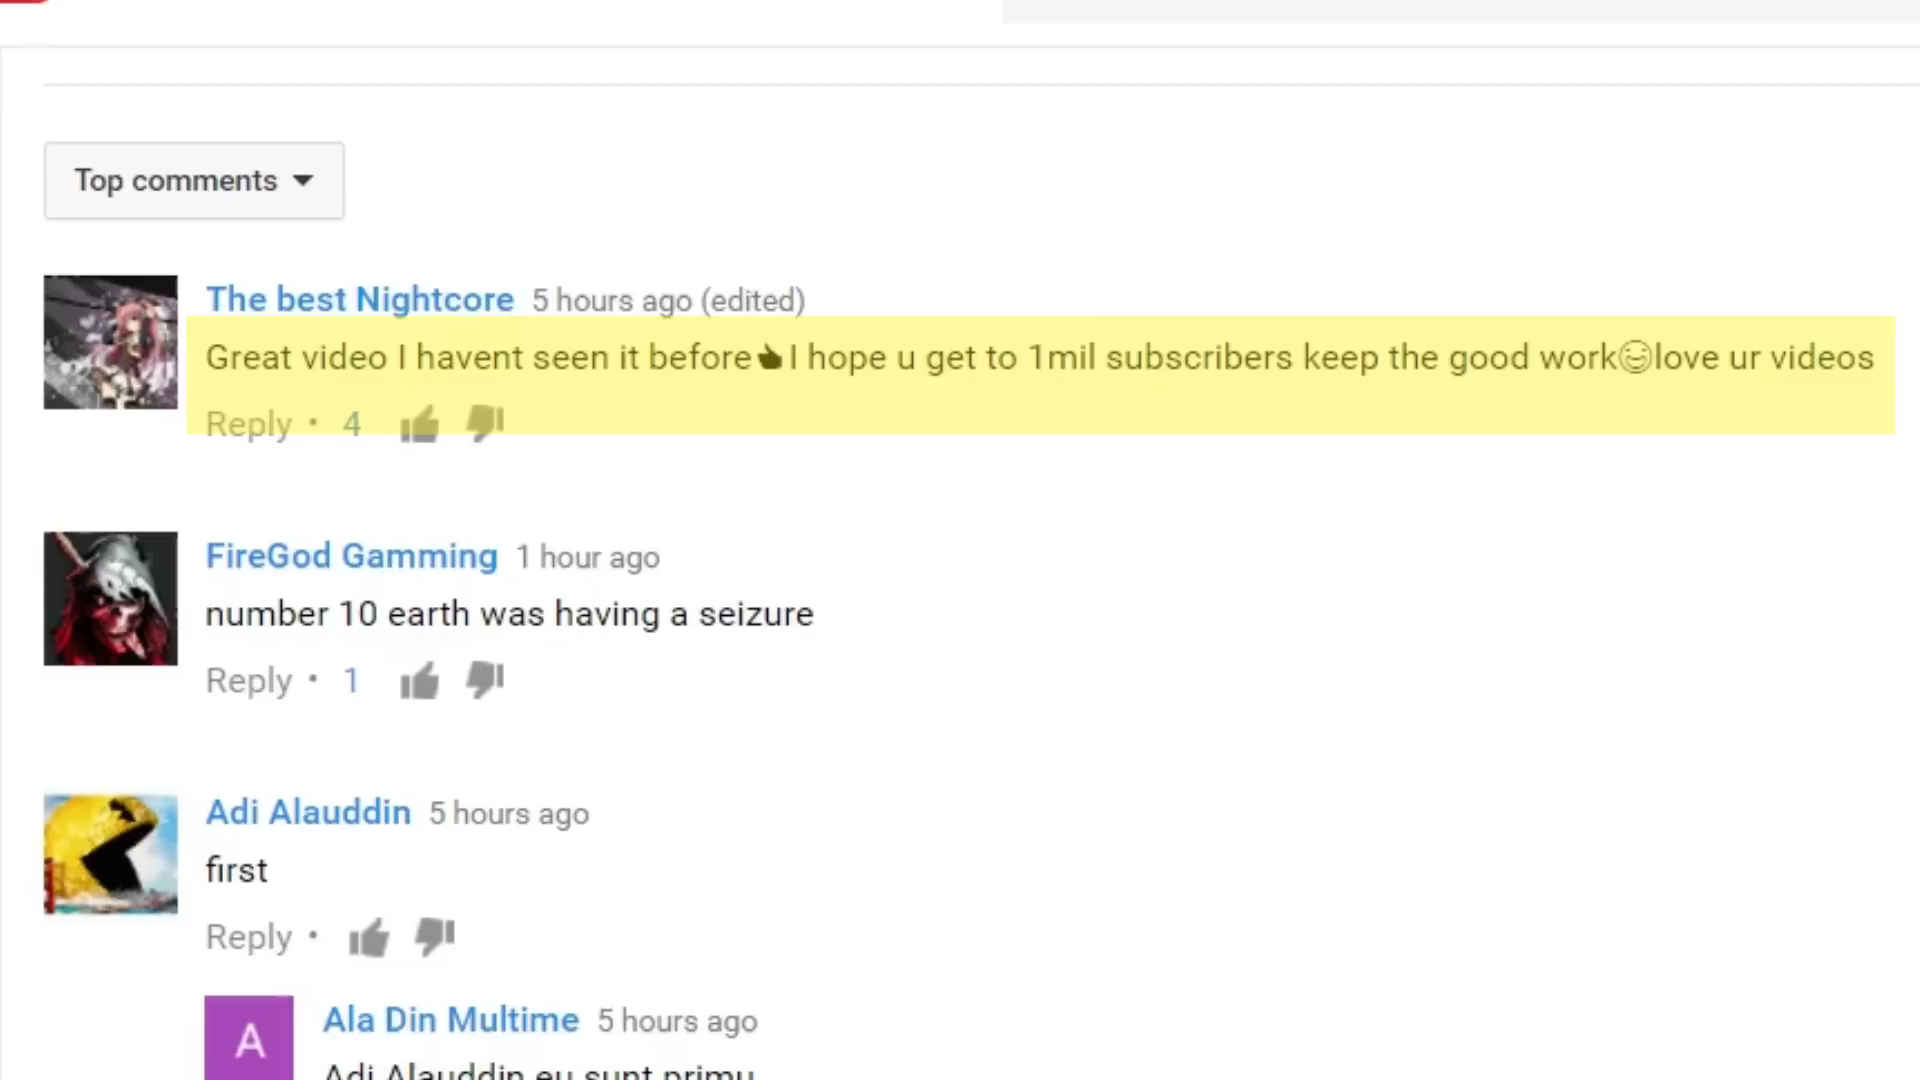 Top comments
The best Nightcore 5 hours ago (edited)
Great video I havent seen it before👍I hope u get to 1mil subscribers keep the good work😄love ur videos
Reply • 4
FireGod Gamming 1 hour ago
number 10 earth was having a seizure
Reply • 1
Adi Alauddin 5 hours ago
first
Reply •
A
Ala Din Multime 5 hours ago
Adi Alauddin eu sunt primu